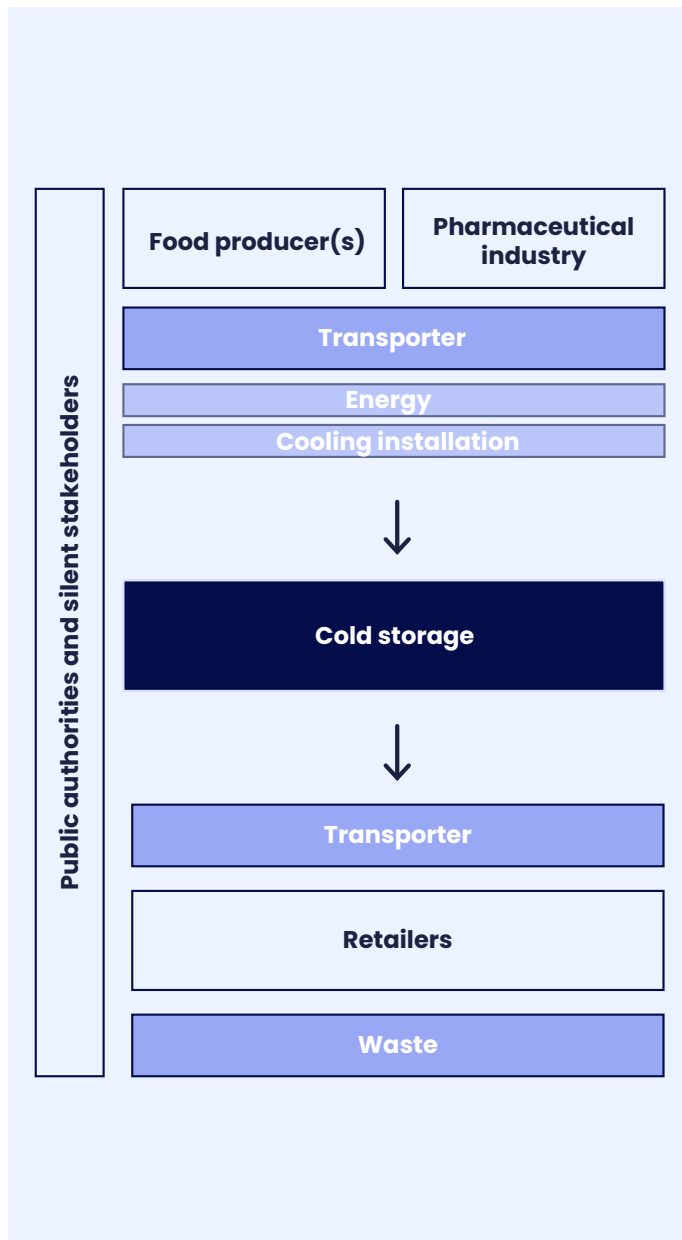 Public authorities and silent stakeholders
Food producer(s)
Pharmaceutical
industry
Transporter
Energy
Cooling installation
Cold storage
Transporter
Retailers
Waste